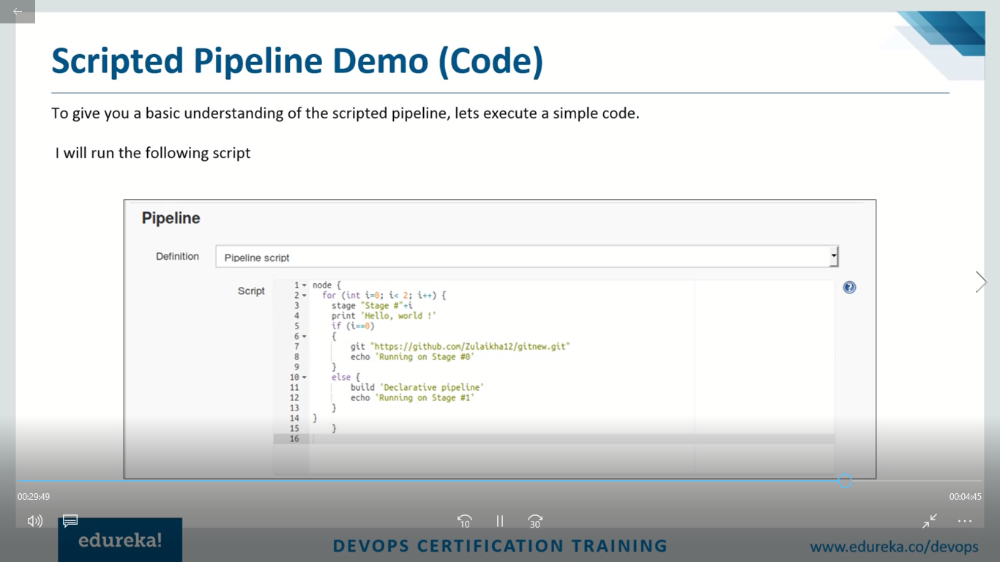 Scripted Pipeline Demo (Code)
To give you a basic understanding of the scripted pipeline, lets execute a simple code.
I will run the following script
Pipeline
Definition
Pipeline script
Script
1 node {
2 for (int i=0; i< 2; i++) {
3 stage "Stage #"+i
4 print 'Hello, world !'
5 if (i==0)
6 {
7 git "https://github.com/Zulaikha12/gitnew.git"
8 echo 'Running on Stage #0'
9 }
10 else {
11 build 'Declarative pipeline'
12 echo 'Running on Stage #1'
13 }
14 }
15 }
16
00:29:49
00:04:45
10
30
edureka!
DEVOPS CERTIFICATION TRAINING
www.edureka.co/devops